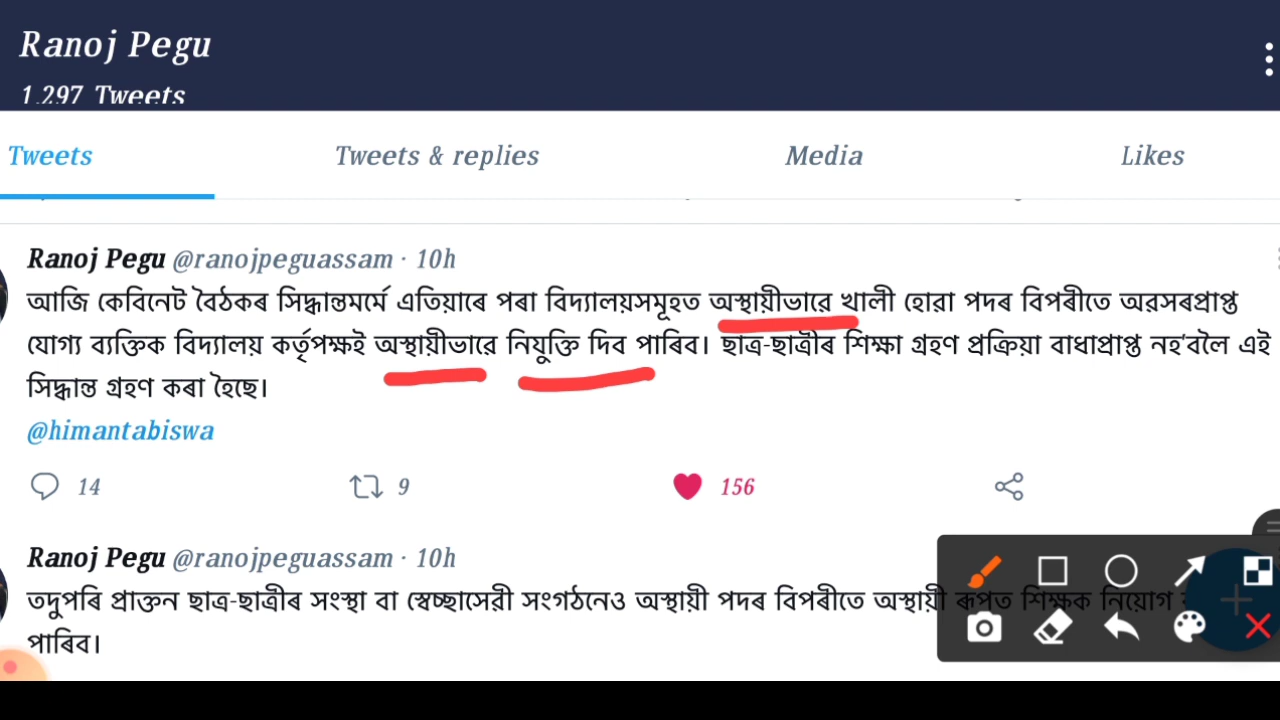 Ranoj Pegu
1,297 Tweets
Tweets Tweets & replies Media Likes
Ranoj Pegu @ranojpeguassam · 10h
আজি কেবিনেট বৈঠকৰ সিদ্ধান্তমৰ্মে এতিয়াৰে পৰা বিদ্যালয়সমূহত অস্থায়ীভাৱে খালী হোৱা পদৰ বিপৰীতে অৱসৰপ্ৰাপ্ত
যোগ্য ব্যক্তিক বিদ্যালয় কৰ্তৃপক্ষই অস্থায়ীভাৱে নিযুক্তি দিব পাৰিব। ছাত্ৰ-ছাত্ৰীৰ শিক্ষা গ্ৰহণ প্ৰক্ৰিয়া বাধাপ্ৰাপ্ত নহ'বলৈ এই
সিদ্ধান্ত গ্ৰহণ কৰা হৈছে।
@himantabiswa
14 9 156
Ranoj Pegu @ranojpeguassam · 10h
তদুপৰি প্ৰাক্তন ছাত্ৰ-ছাত্ৰীৰ সংস্থা বা স্বেচ্ছাসেৱী সংগঠনেও অস্থায়ী পদৰ বিপৰীতে অস্থায়ী ৰূপত শিক্ষক নিয়োগ
পাৰিব।